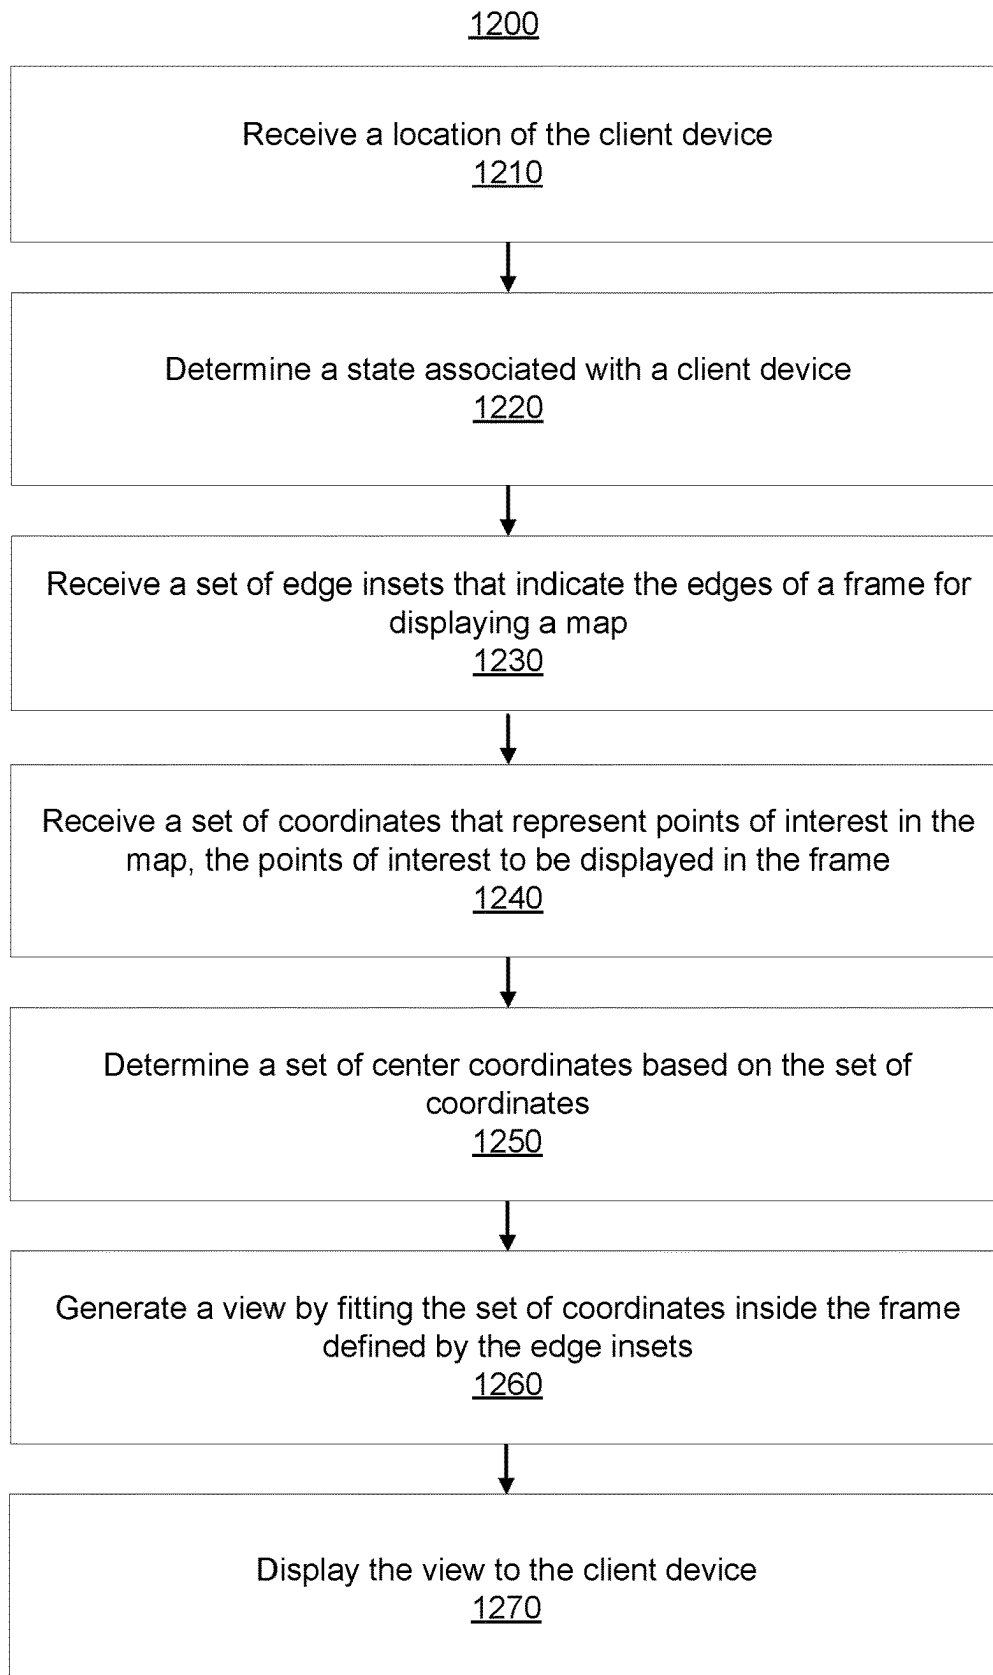 1200
Receive a location of the client device
1210
Determine a state associated with a client device
1220
Receive a set of edge insets that indicate the edges of a frame for
displaying a map
1230
Receive a set of coordinates that represent points of interest in the
map, the points of interest to be displayed in the frame
1240
Determine a set of center coordinates based on the set of
coordinates
1250
Generate a view by fitting the set of coordinates inside the frame
defined by the edge insets
1260
Display the view to the client device
1270